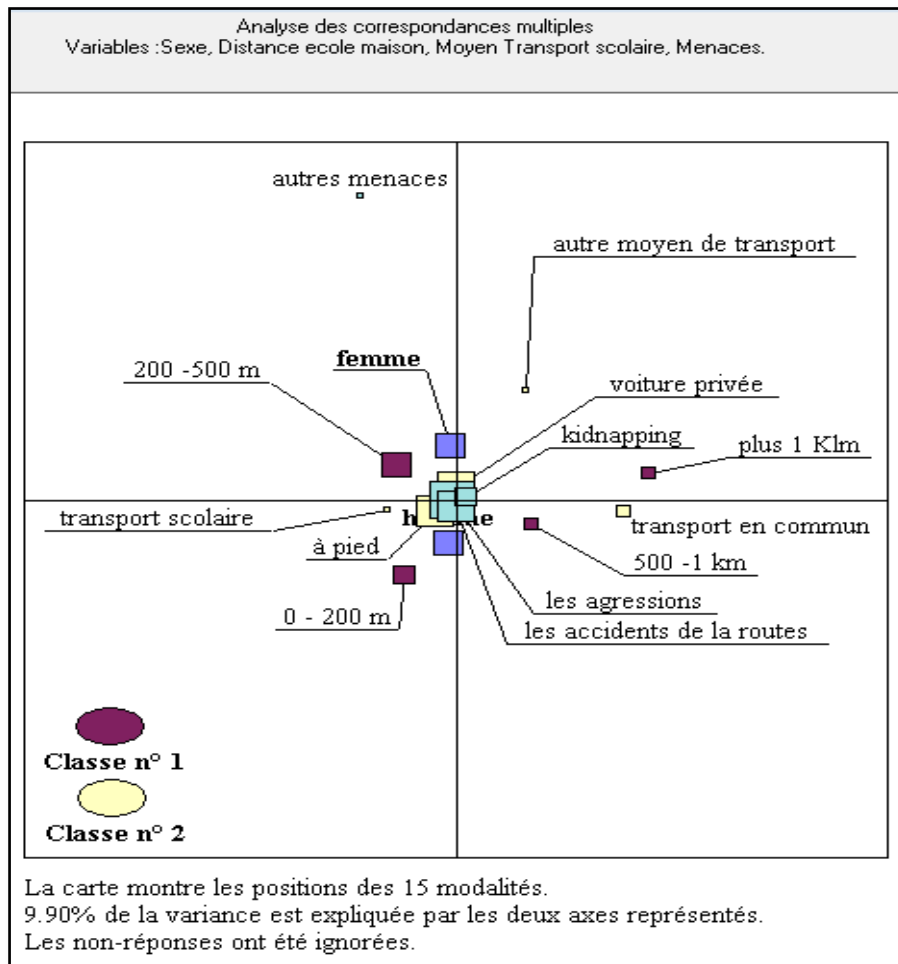 Analyse des correspondances multiples
Variables :Sexe, Distance ecole maison, Moyen Transport scolaire, Menaces.
autres menaces
autre moyen de transport
femme
200 -500 m
voiture privée
kidnapping
plus 1 Klm
transport scolaire
transport en commun
à pied
500 -1 km
0 - 200 m
les agressions
les accidents de la routes
Classe n° 1
Classe n° 2
La carte montre les positions des 15 modalités.
9.90% de la variance est expliquée par les deux axes représentés.
Les non-réponses ont été ignorées.